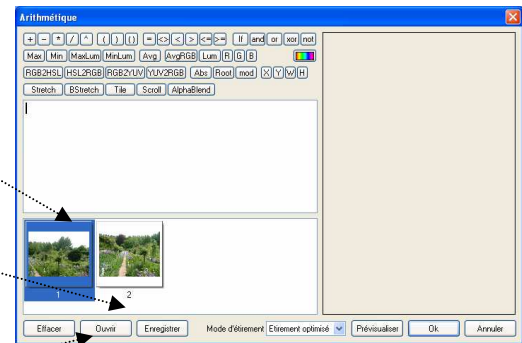 Arithmétique
+ - * / ^ ( ) () = <> < > <= >= If and or xor not
Max Min MaxLum MinLum Avg AvgRGB Lum R G B
RGB2HSL HSL2RGB RGB2YUV YUV2RGB Abs Root mod X Y W H
Stretch BStretch Tile Scroll AlphaBlend
1 2
Effacer Ouvrir Enregistrer Mode d'étirement Etirement optimisé Prévisualiser Ok Annuler